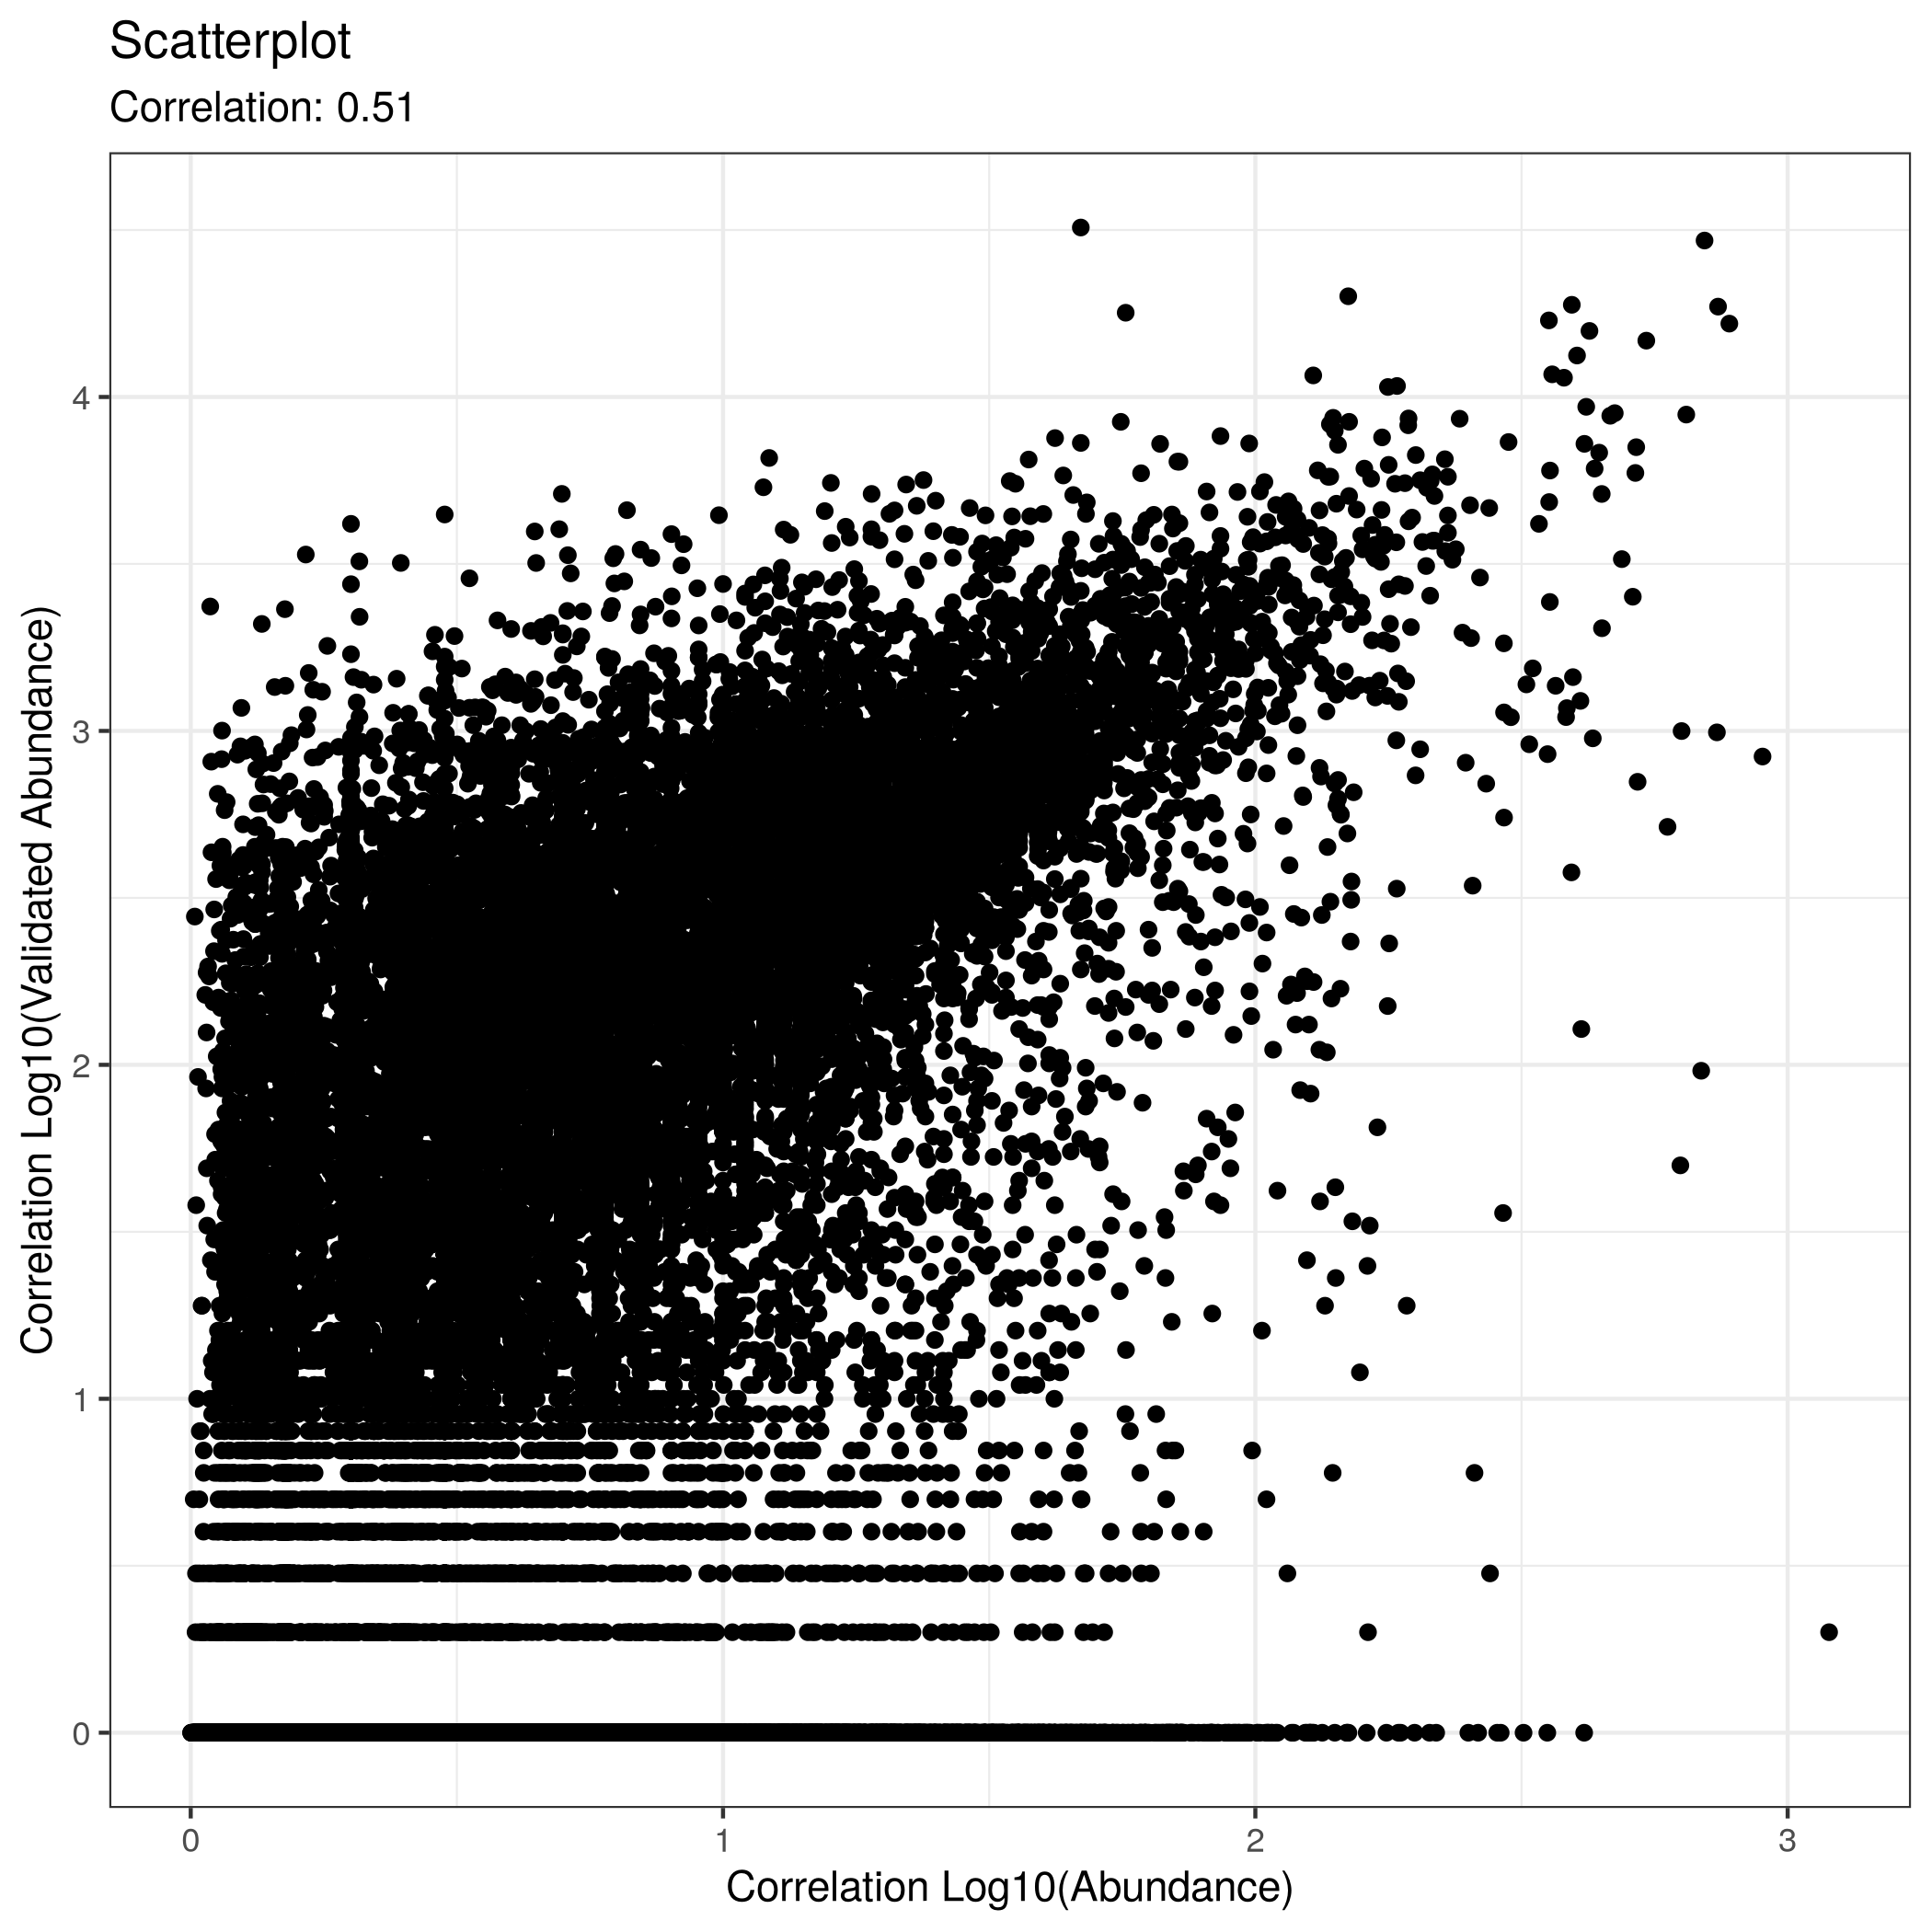 Scatterplot
Correlation: 0.51
Correlation Log10(Validated Abundance)
4
3
2
1
0
0
1
2
3
Correlation Log10(Abundance)